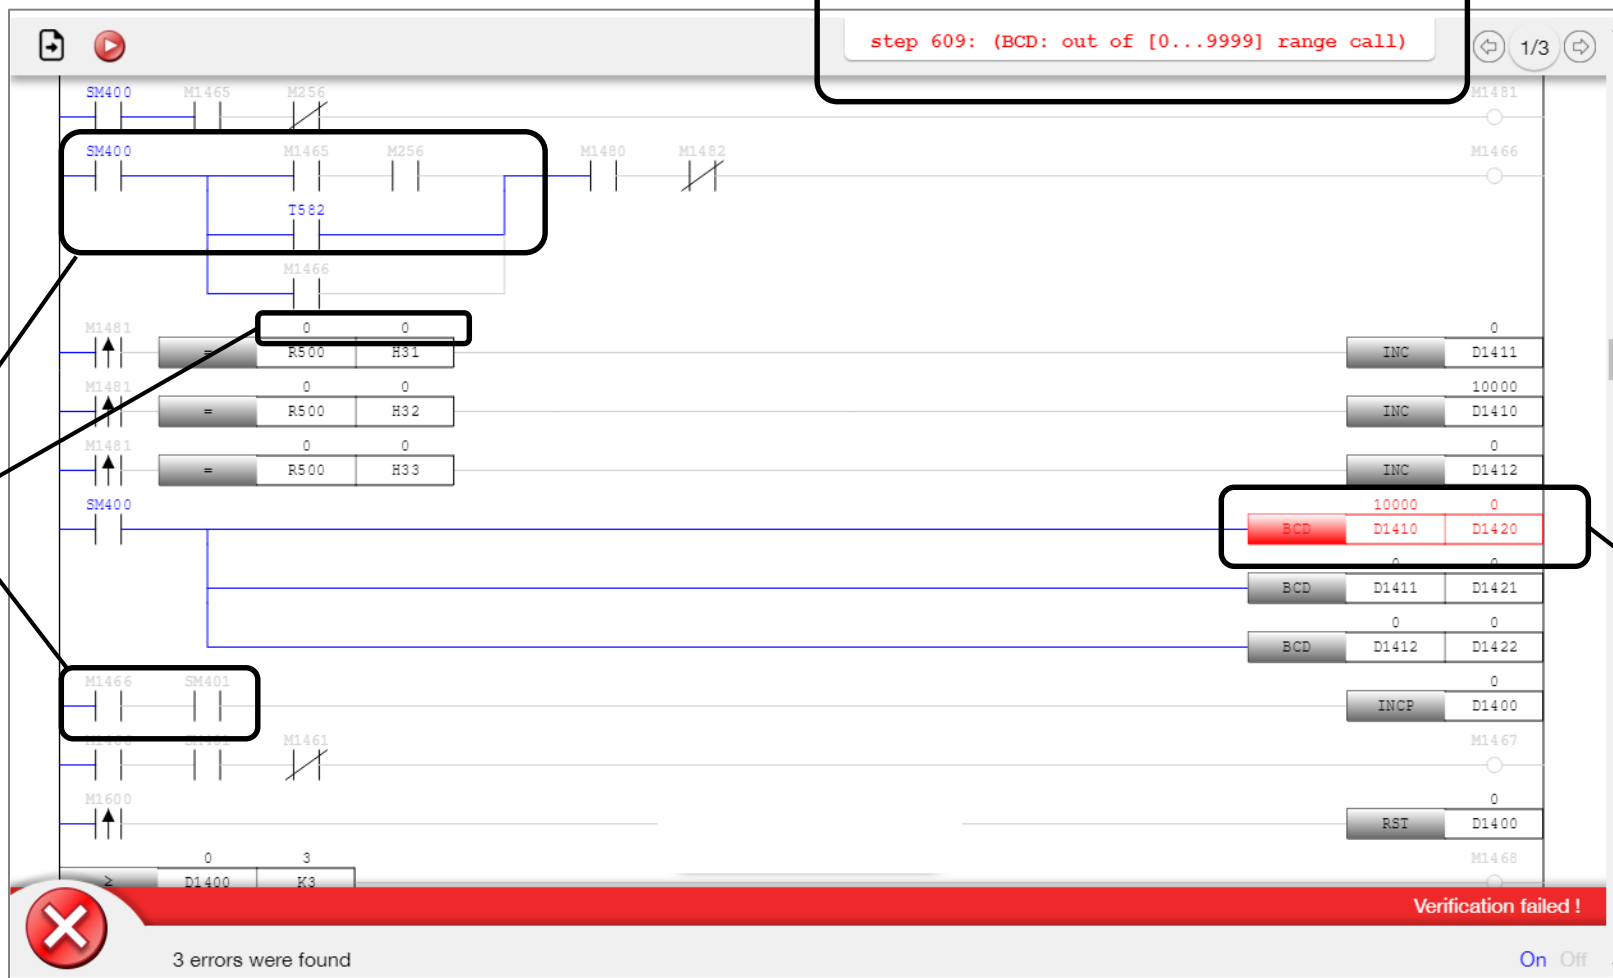 step 609: (BCD: out of [0...9999] range call)
1/3
SM400 M1465 M256 M1481
SM400 M1465 M256 M1480 M1482 M1466
T582
M1466
M1481 0 0 0
= R500 H31 INC D1411
M1481 0 0 10000
= R500 H32 INC D1410
M1481 0 0 0
= R500 H33 INC D1412
SM400 10000 0
BCD D1410 D1420
BCD D1411 D1421
0 0
BCD D1412 D1422
M1466 SM401 0
INCP D1400
M1461 M1467
M1600 0
RST D1400
0 3 M1468
≥ D1400 K3
Verification failed !
3 errors were found
On Off